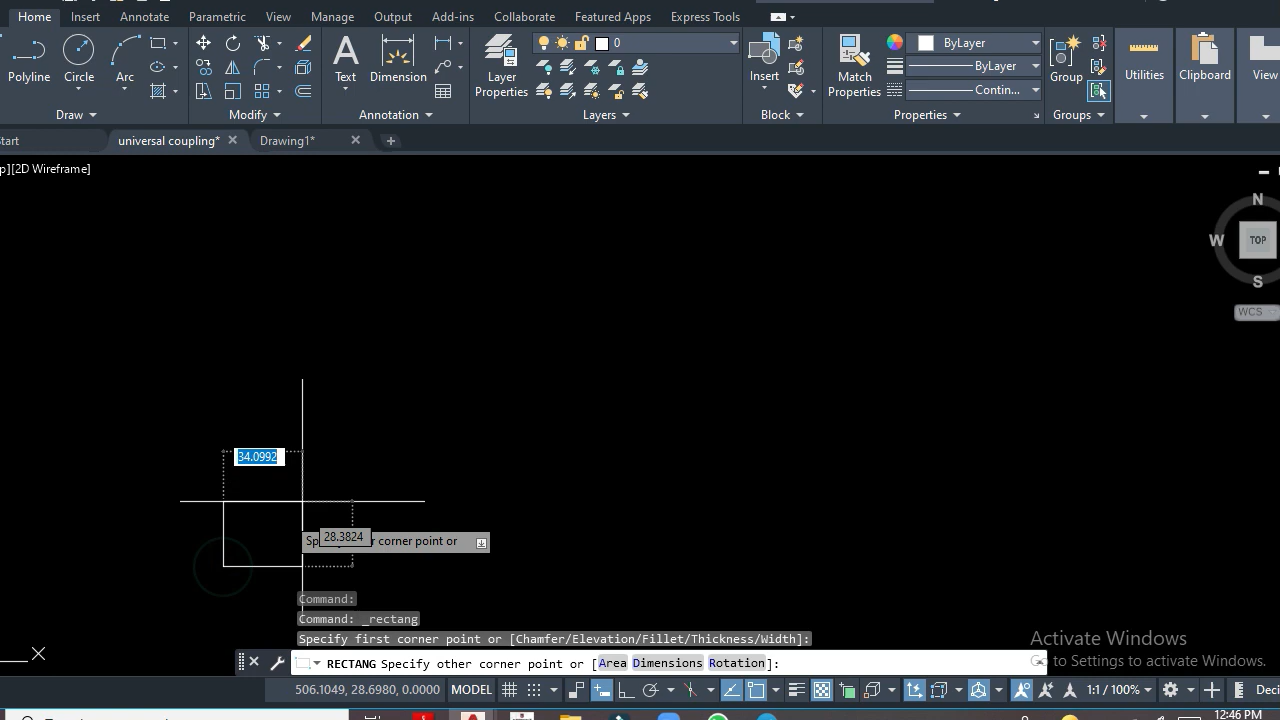 Home Insert Annotate Parametric View Manage Output Add-ins Collaborate Featured Apps Express Tools
0
ByLayer
ByLayer
Contin...
Polyline Circle Arc Text Dimension Layer Properties Insert Match Properties Group Utilities Clipboard View
Draw Modify Annotation Layers Block Properties Groups
Start universal coupling* Drawing1*
p][2D Wireframe]
N
W TOP
S
WCS
34.0992
28.3824
corner point or
Command:
Command: _rectang
Specify first corner point or [Chamfer/Elevation/Fillet/Thickness/Width]:
Activate Windows
Go to Settings to activate Windows.
RECTANG Specify other corner point or [Area Dimensions Rotation]:
506.1049, 28.6980, 0.0000 MODEL 1:1 / 100% Deci
12:46 PM